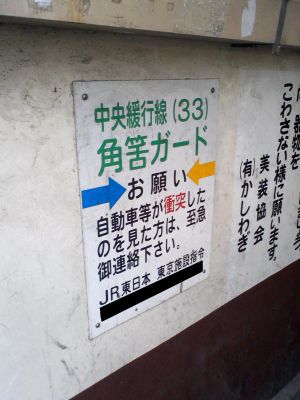 中央緩行線(33)
角筈ガード
お願い
自動車等が衝突した
のを見た方は、至急
御連絡下さい。
JR東日本 東京施設指令
こわさない様に願します。
美装協会
(有)かしわぎ